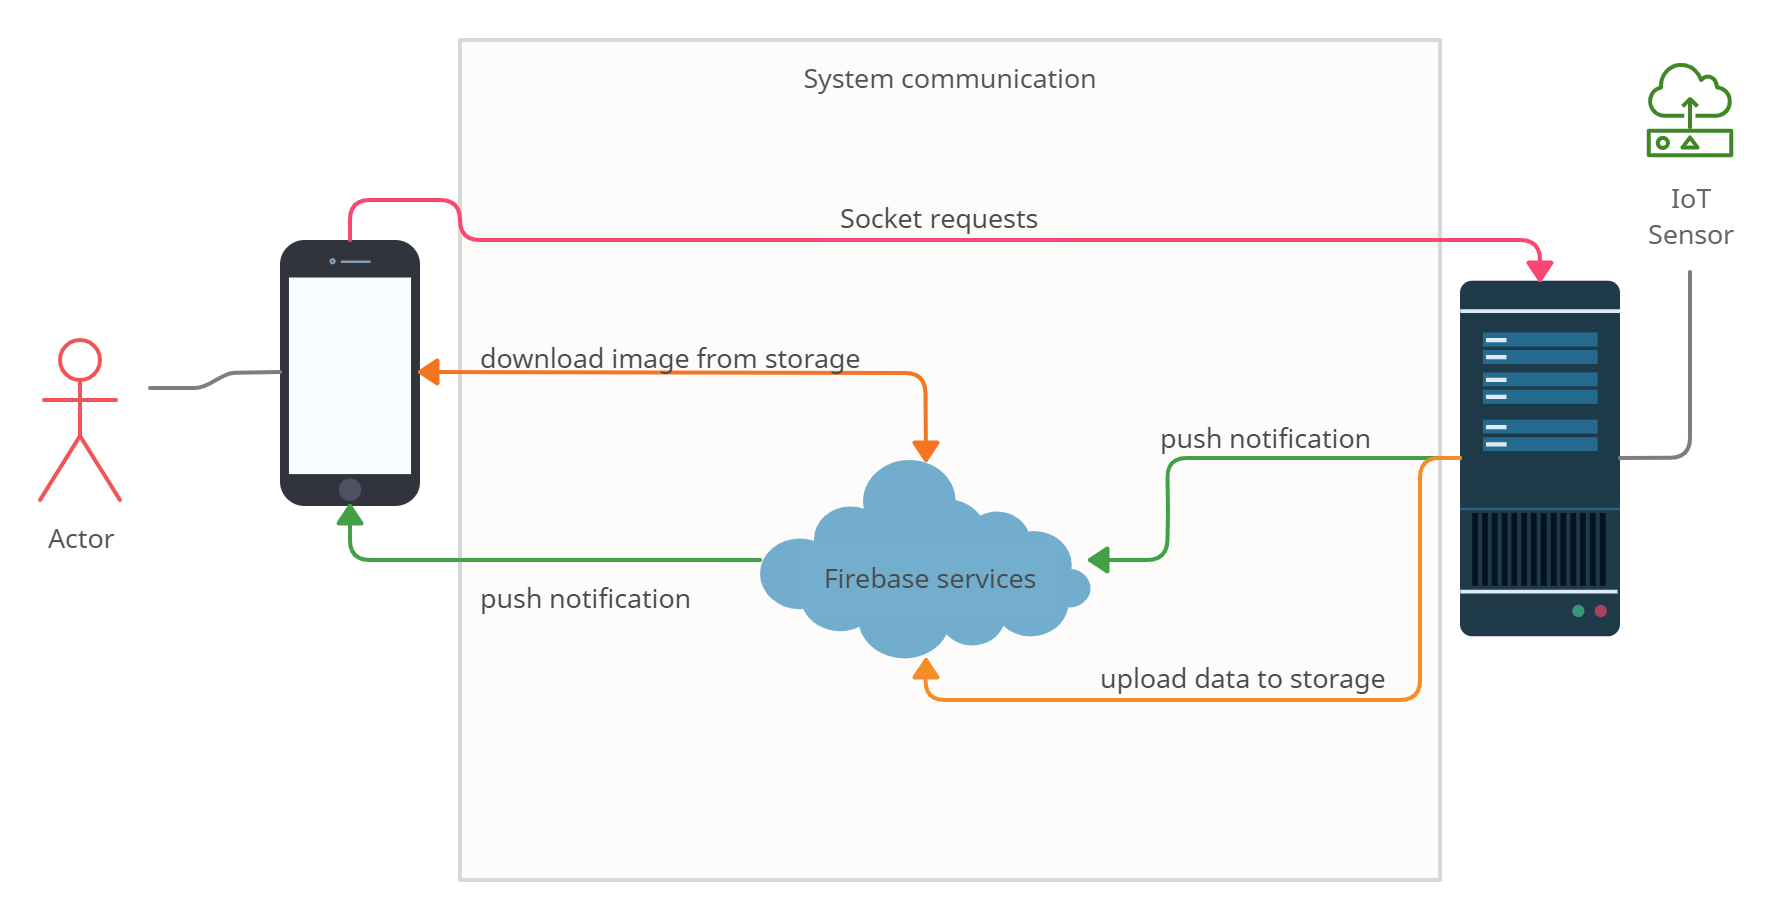 System communication
IoT
Sensor
Socket requests
download image from storage
push notification
Actor
Firebase services
push notification
upload data to storage